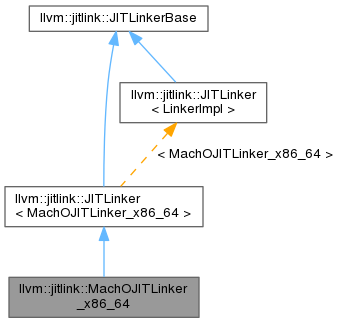 llvm::jitlink::JITLinkerBase
llvm::jitlink::JITLinker
< LinkerImpl >
< MachOJITLinker_x86_64 >
llvm::jitlink::JITLinker
< MachOJITLinker_x86_64 >
llvm::jitlink::MachOJITLinker
_x86_64